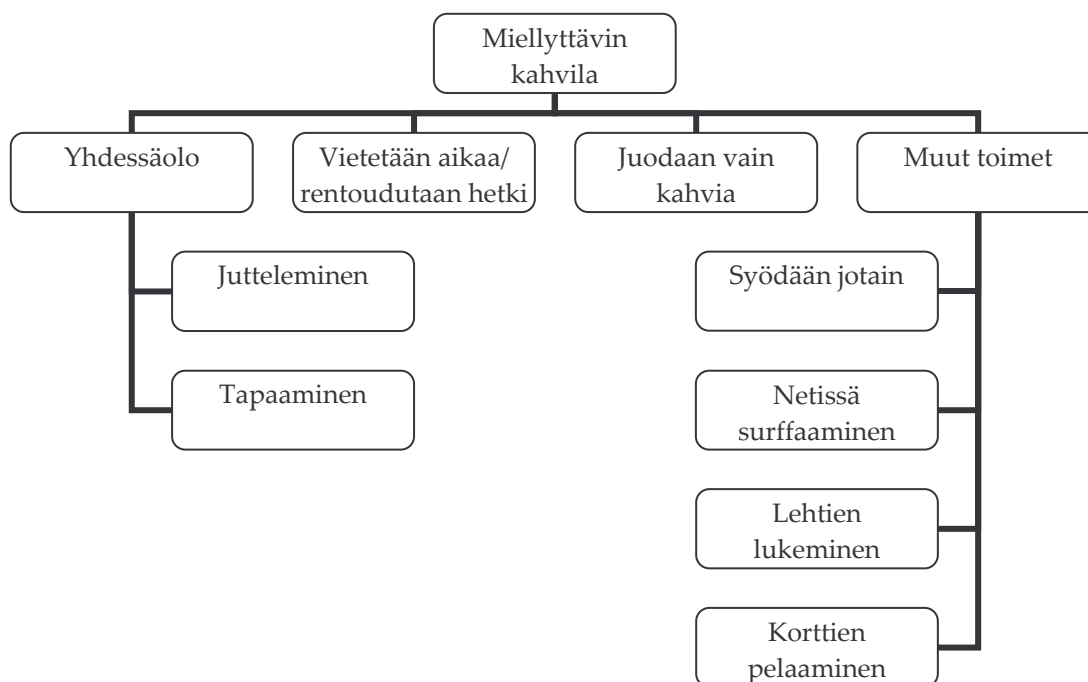 Miellyttävin
kahvila
Yhdessäolo
Vietetään aikaa/
rentoudutaan hetki
Juodaan vain
kahvia
Muut toimet
Jutteleminen
Tapaaminen
Syödään jotain
Netissä
surffaaminen
Lehtien
lukeminen
Korttien
pelaaminen